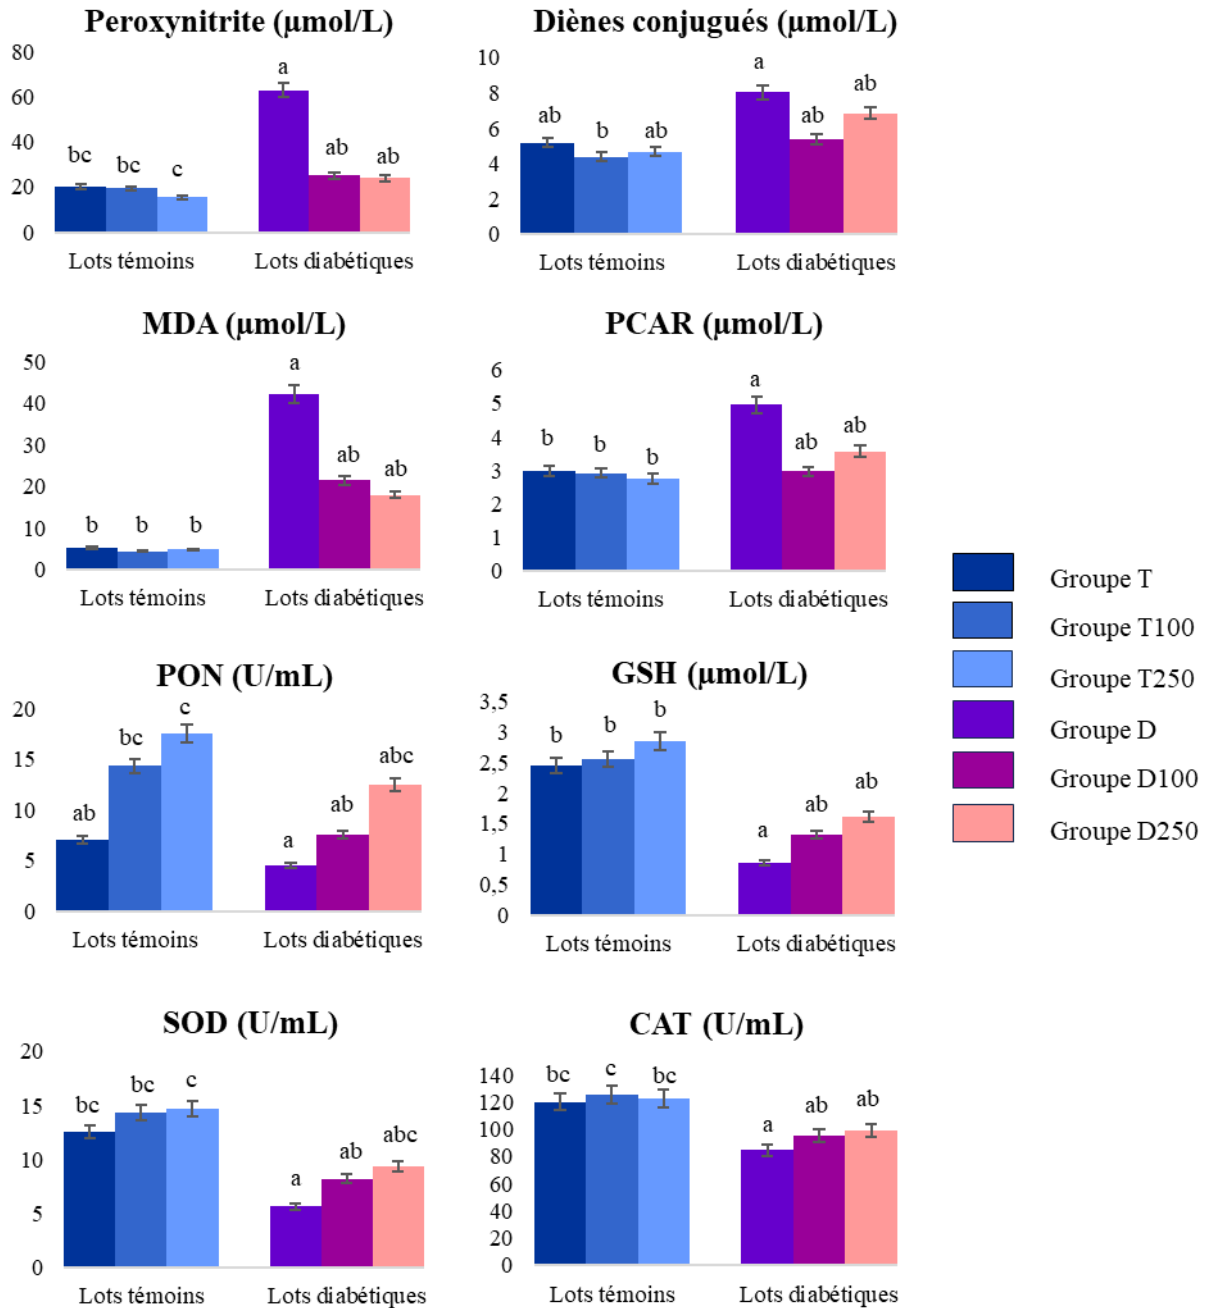 Peroxynitrite (µmol/L)
80
60
40
20
0
bc bc c a ab ab
Lots témoins Lots diabétiques
Diènes conjugués (µmol/L)
10
8
6
4
2
0
ab b ab a ab ab
Lots témoins Lots diabétiques
MDA (µmol/L)
50
40
30
20
10
0
b b b a ab ab
Lots témoins Lots diabétiques
PCAR (µmol/L)
6
5
4
3
2
1
0
b b b a ab ab
Lots témoins Lots diabétiques
PON (U/mL)
20
15
10
5
0
ab bc c a ab abc
Lots témoins Lots diabétiques
GSH (µmol/L)
3,5
3
2,5
2
1,5
1
0,5
0
b b b a ab ab
Lots témoins Lots diabétiques
SOD (U/mL)
20
15
10
5
0
bc bc c a ab abc
Lots témoins Lots diabétiques
CAT (U/mL)
140
120
100
80
60
40
20
0
bc c bc a ab ab
Lots témoins Lots diabétiques
Groupe T
Groupe T100
Groupe T250
Groupe D
Groupe D100
Groupe D250